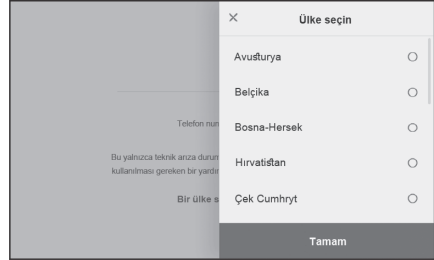 Ülke seçin
Avusturya
Belçika
Bosna-Hersek
Hırvatistan
Çek Cumhryt
Tamam
Telefon nun
Bu yalnızca teknik arıza durum
kullanılması gereken bir yardır
Bir ülke s